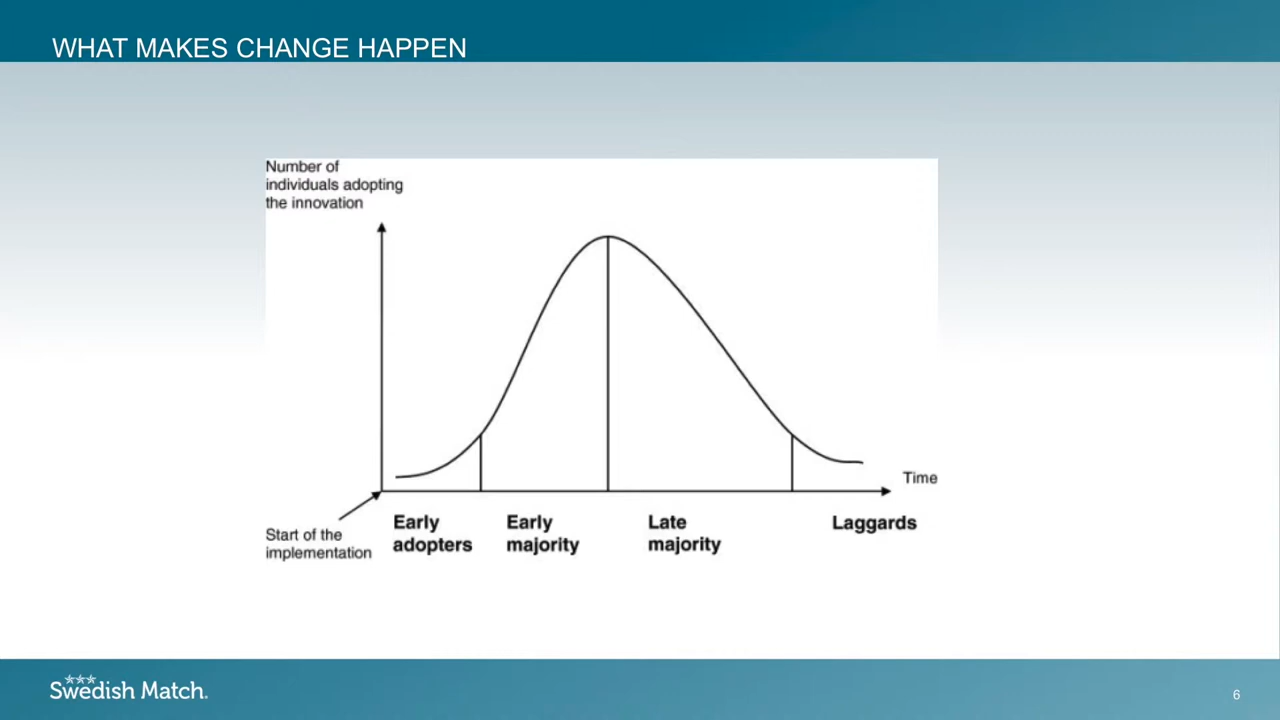 WHAT MAKES CHANGE HAPPEN
Number of
individuals adopting
the innovation
Time
Start of the
implementation
Early
adopters
Early
majority
Late
majority
Laggards
Swedish Match.
6